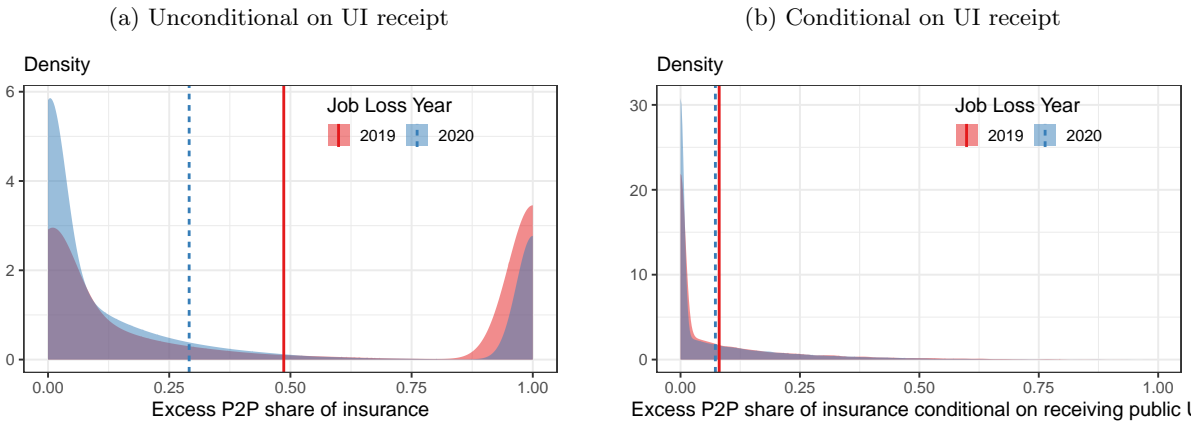 (a) Unconditional on UI receipt
Density
Job Loss Year
2019 2020
6
4
2
0
0.00 0.25 0.50 0.75 1.00
Excess P2P share of insurance
(b) Conditional on UI receipt
Density
Job Loss Year
2019 2020
30
20
10
0
0.00 0.25 0.50 0.75 1.00
Excess P2P share of insurance conditional on receiving public U